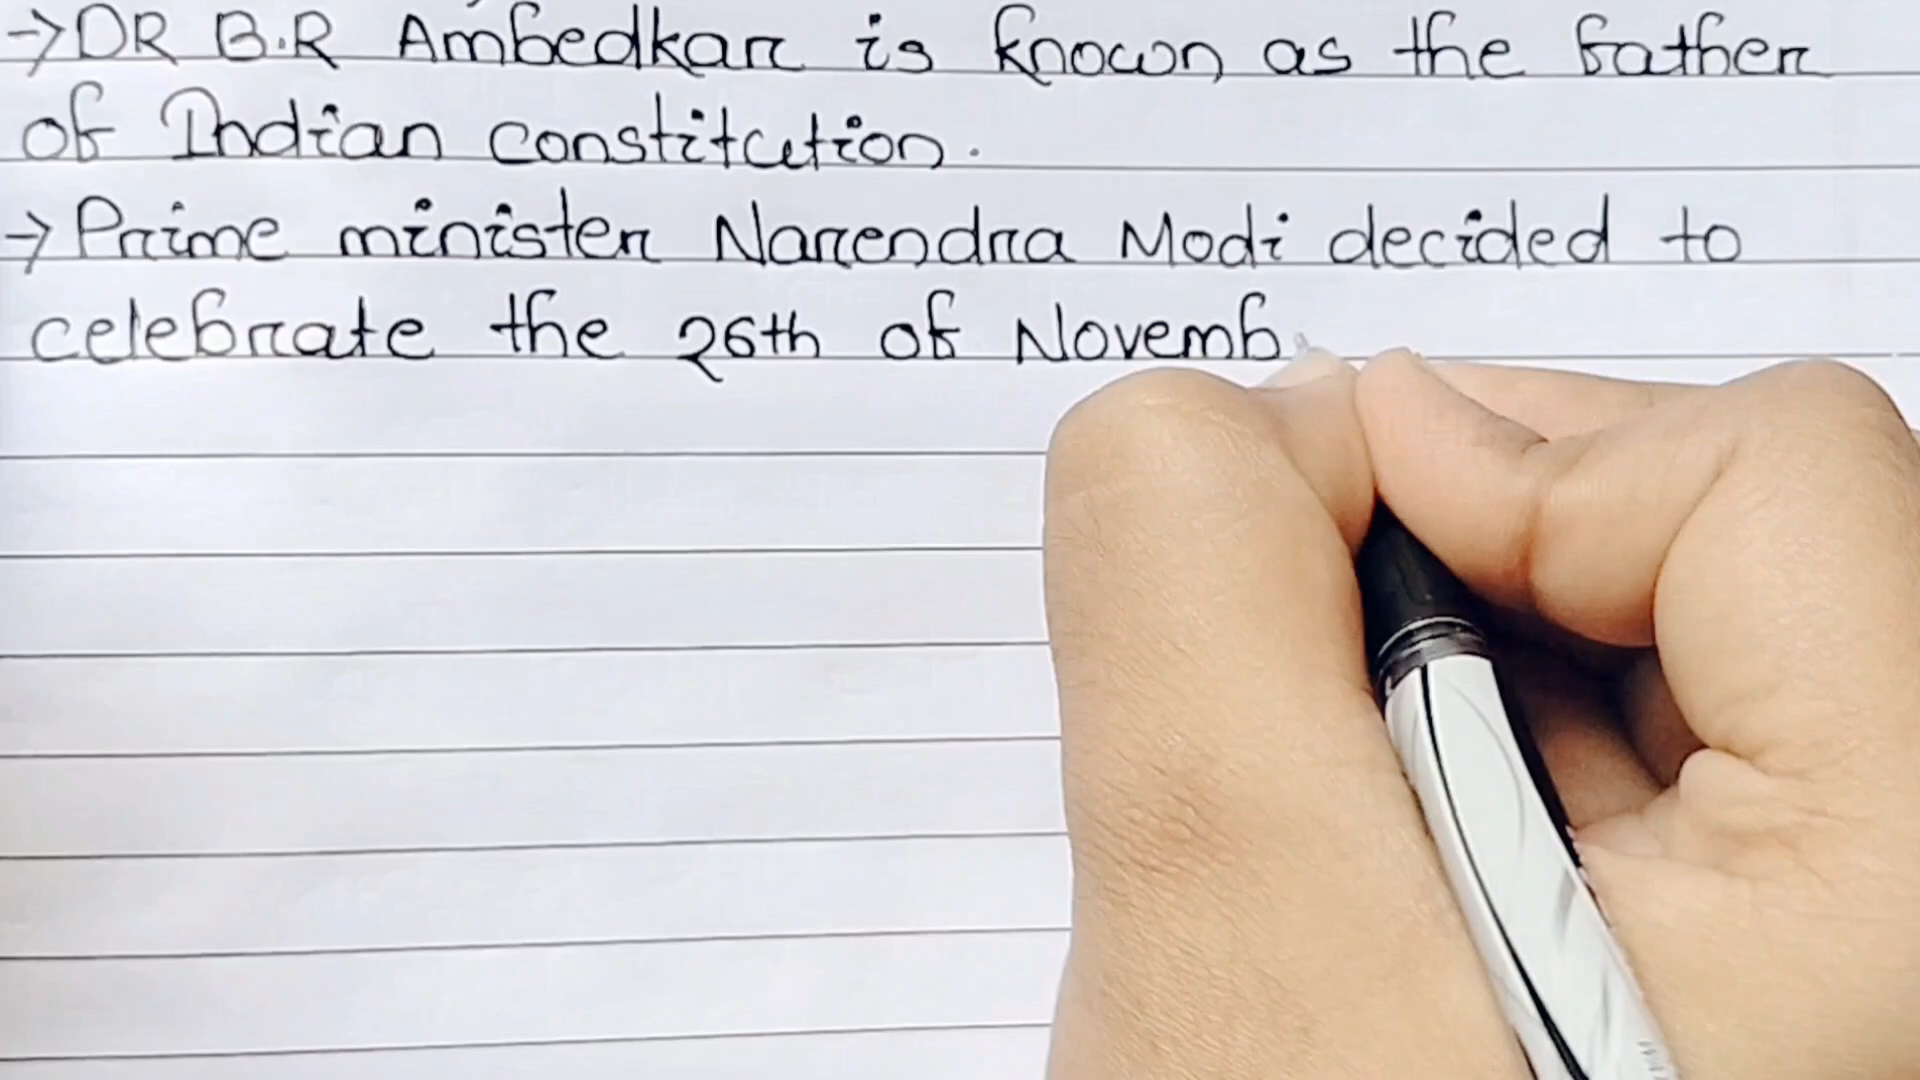 →DR B.R Ambedkar is known as the father
of Indian constitution.
→Prime minister Narendra Modi decided to
celebrate the 26th of Novemb